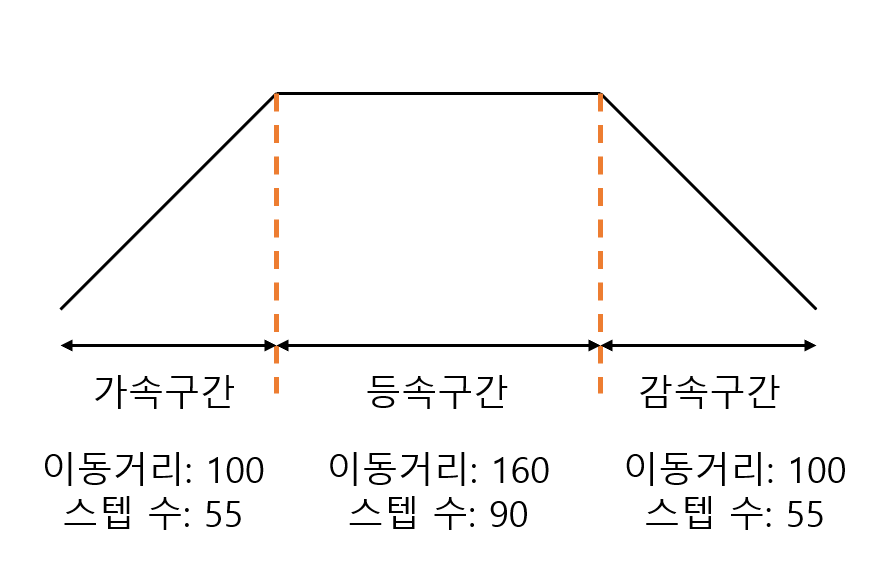 가속구간
등속구간
감속구간
이동거리: 100
스텝 수: 55
이동거리: 160
스텝 수: 90
이동거리: 100
스텝 수: 55